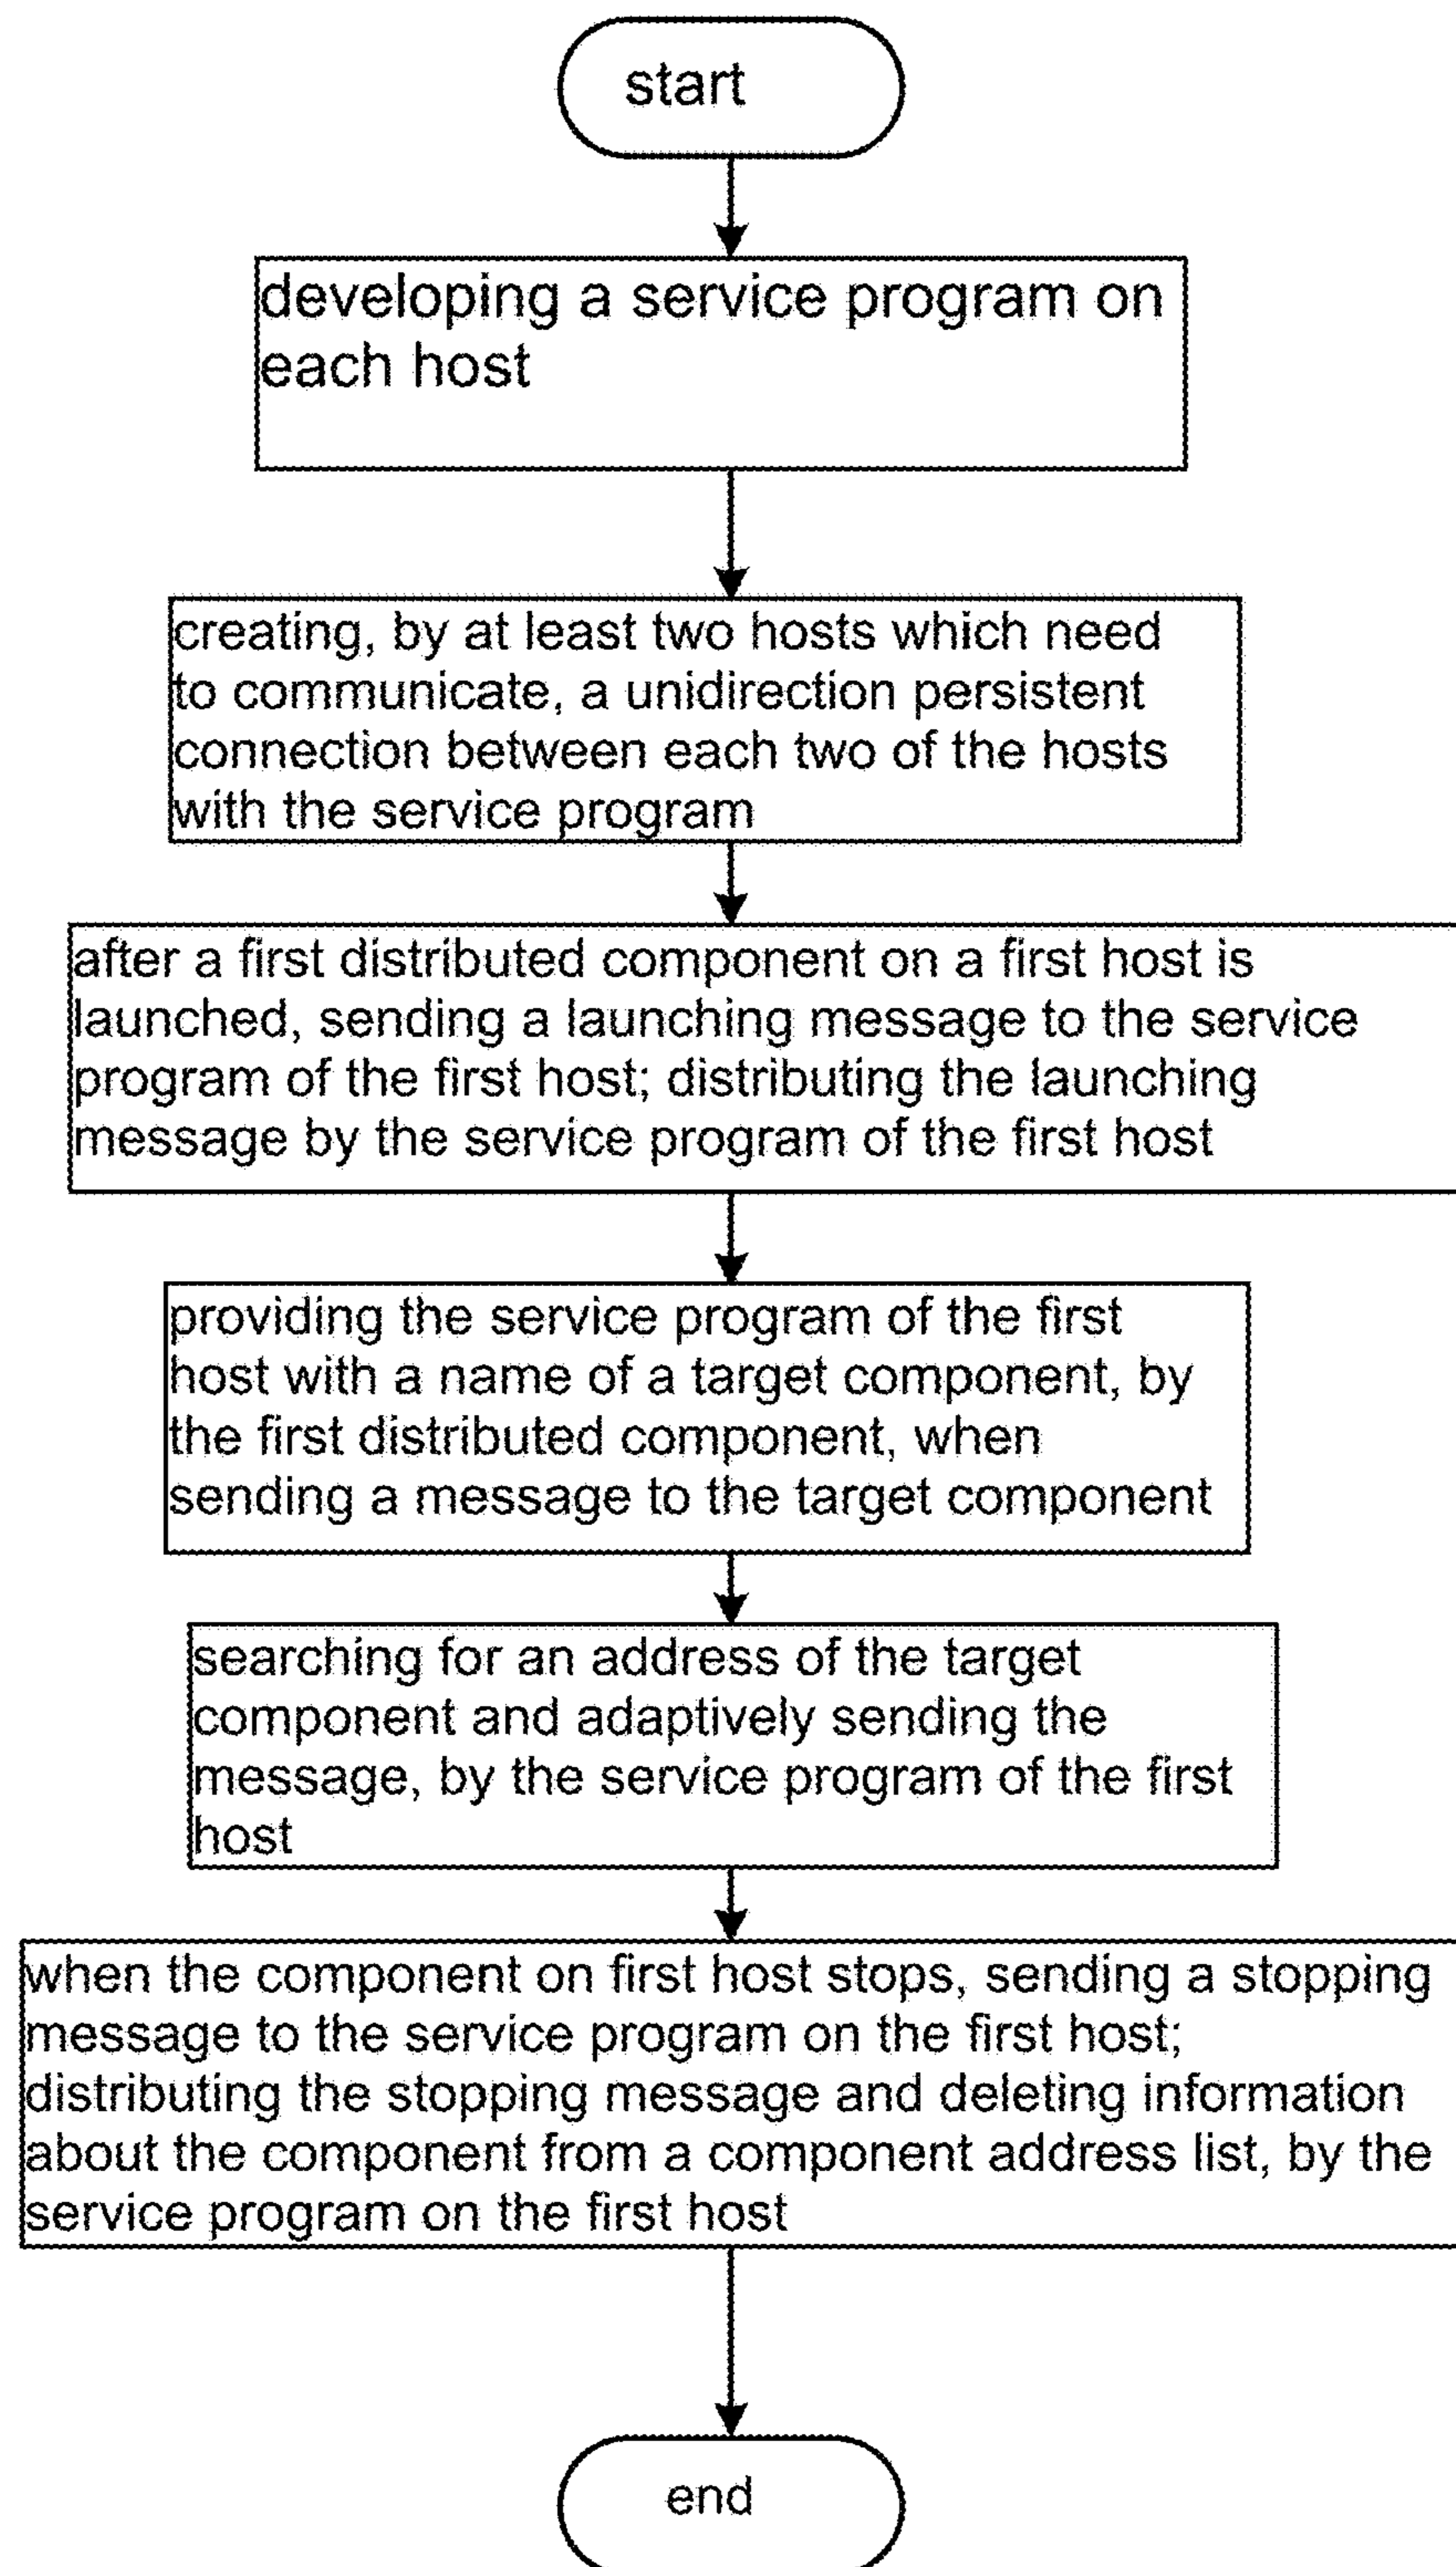 start
developing a service program on
each host
creating, by at least two hosts which need
to communicate, a unidirection persistent
connection between each two of the hosts
with the service program
after a first distributed component on a first host is
launched, sending a launching message to the service
program of the first host; distributing the launching
message by the service program of the first host
providing the service program of the first
host with a name of a target component, by
the first distributed component, when
sending a message to the target component
searching for an address of the target
component and adaptively sending the
message, by the service program of the first
host
when the component on first host stops, sending a stopping
message to the service program on the first host;
distributing the stopping message and deleting information
about the component from a component address list, by the
service program on the first host
end